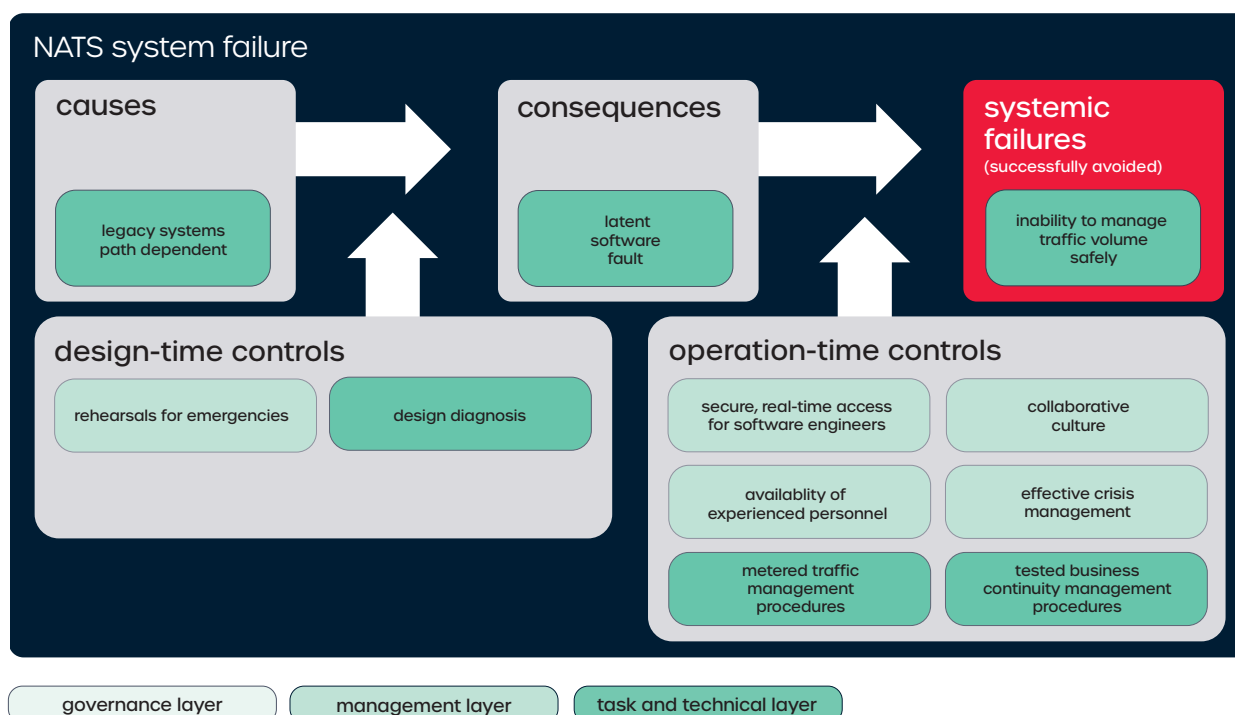 NATS system failure
causes
legacy systems
path dependent
consequences
latent
software
fault
systemic
failures
(successfully avoided)
inability to manage
traffic volume
safely
design-time controls
rehearsals for emergencies
design diagnosis
operation-time controls
secure, real-time access
for software engineers
collaborative
culture
availablity of
experienced personnel
effective crisis
management
metered traffic
management
procedures
tested business
continuity management
procedures
governance layer
management layer
task and technical layer